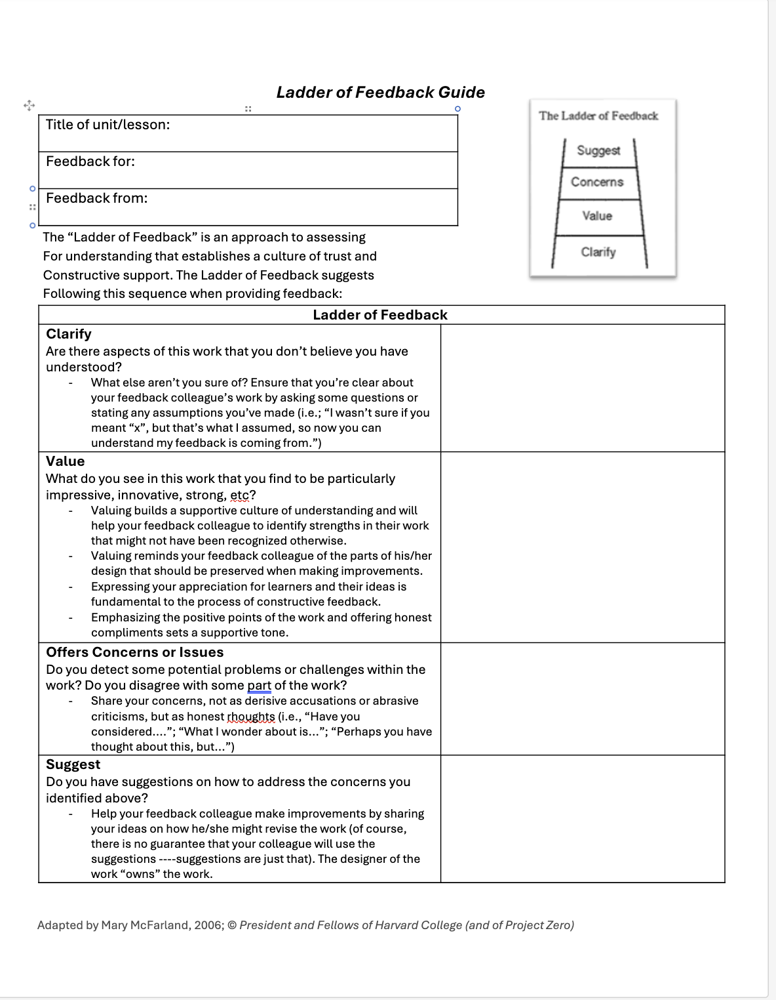 Ladder of Feedback Guide
Title of unit/lesson:
Feedback for:
Feedback from:
The Ladder of Feedback
Suggest
Concerns
Value
Clarify
The “Ladder of Feedback” is an approach to assessing
For understanding that establishes a culture of trust and
Constructive support. The Ladder of Feedback suggests
Following this sequence when providing feedback:
Ladder of Feedback
Clarify
Are there aspects of this work that you don’t believe you have
understood?
- What else aren’t you sure of? Ensure that you’re clear about
your feedback colleague’s work by asking some questions or
stating any assumptions you’ve made (i.e.; “I wasn’t sure if you
meant “x”, but that’s what I assumed, so now you can
understand my feedback is coming from.”)
Value
What do you see in this work that you find to be particularly
impressive, innovative, strong, etc?
- Valuing builds a supportive culture of understanding and will
help your feedback colleague to identify strengths in their work
that might not have been recognized otherwise.
- Valuing reminds your feedback colleague of the parts of his/her
design that should be preserved when making improvements.
- Expressing your appreciation for learners and their ideas is
fundamental to the process of constructive feedback.
- Emphasizing the positive points of the work and offering honest
compliments sets a supportive tone.
Offers Concerns or Issues
Do you detect some potential problems or challenges within the
work? Do you disagree with some part of the work?
- Share your concerns, not as derisive accusations or abrasive
criticisms, but as honest rhoughts (i.e., “Have you
considered....”; “What I wonder about is...”; “Perhaps you have
thought about this, but...”)
Suggest
Do you have suggestions on how to address the concerns you
identified above?
- Help your feedback colleague make improvements by sharing
your ideas on how he/she might revise the work (of course,
there is no guarantee that your colleague will use the
suggestions ----suggestions are just that). The designer of the
work “owns” the work.
Adapted by Mary McFarland, 2006; © President and Fellows of Harvard College (and of Project Zero)